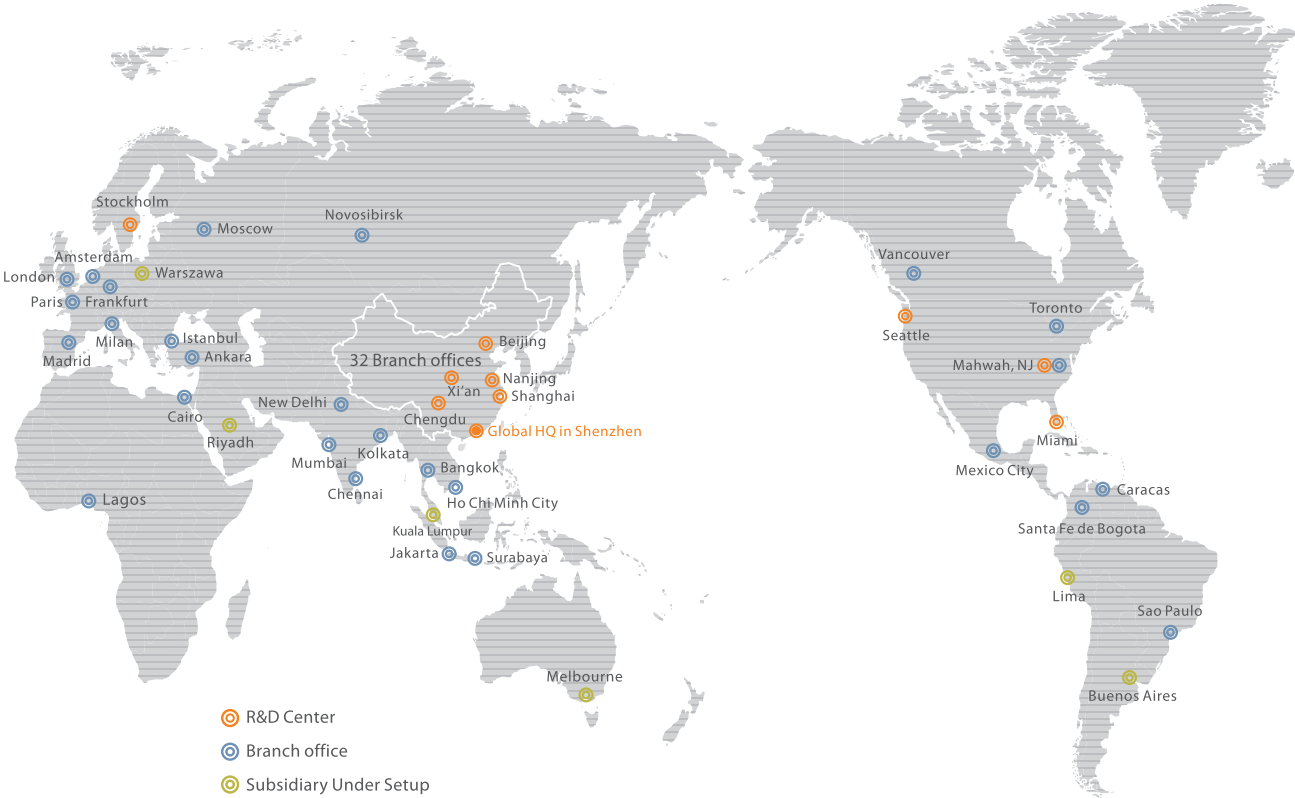 Stockholm
Moscow
Novosibirsk
Amsterdam
London
Warszawa
Paris
Frankfurt
Milan
Istanbul
Madrid
Ankara
Vancouver
Toronto
Seattle
Mahwah, NJ
Miami
Mexico City
Beijing
32 Branch offices
Nanjing
Xi'an
Shanghai
Chengdu
New Delhi
Global HQ in Shenzhen
Cairo
Riyadh
Mumbai
Kolkata
Chennai
Bangkok
Ho Chi Minh City
Lagos
Kuala Lumpur
Jakarta
Surabaya
Caracas
Santa Fe de Bogota
Lima
Sao Paulo
Melbourne
Buenos Aires
R&D Center
Branch office
Subsidiary Under Setup